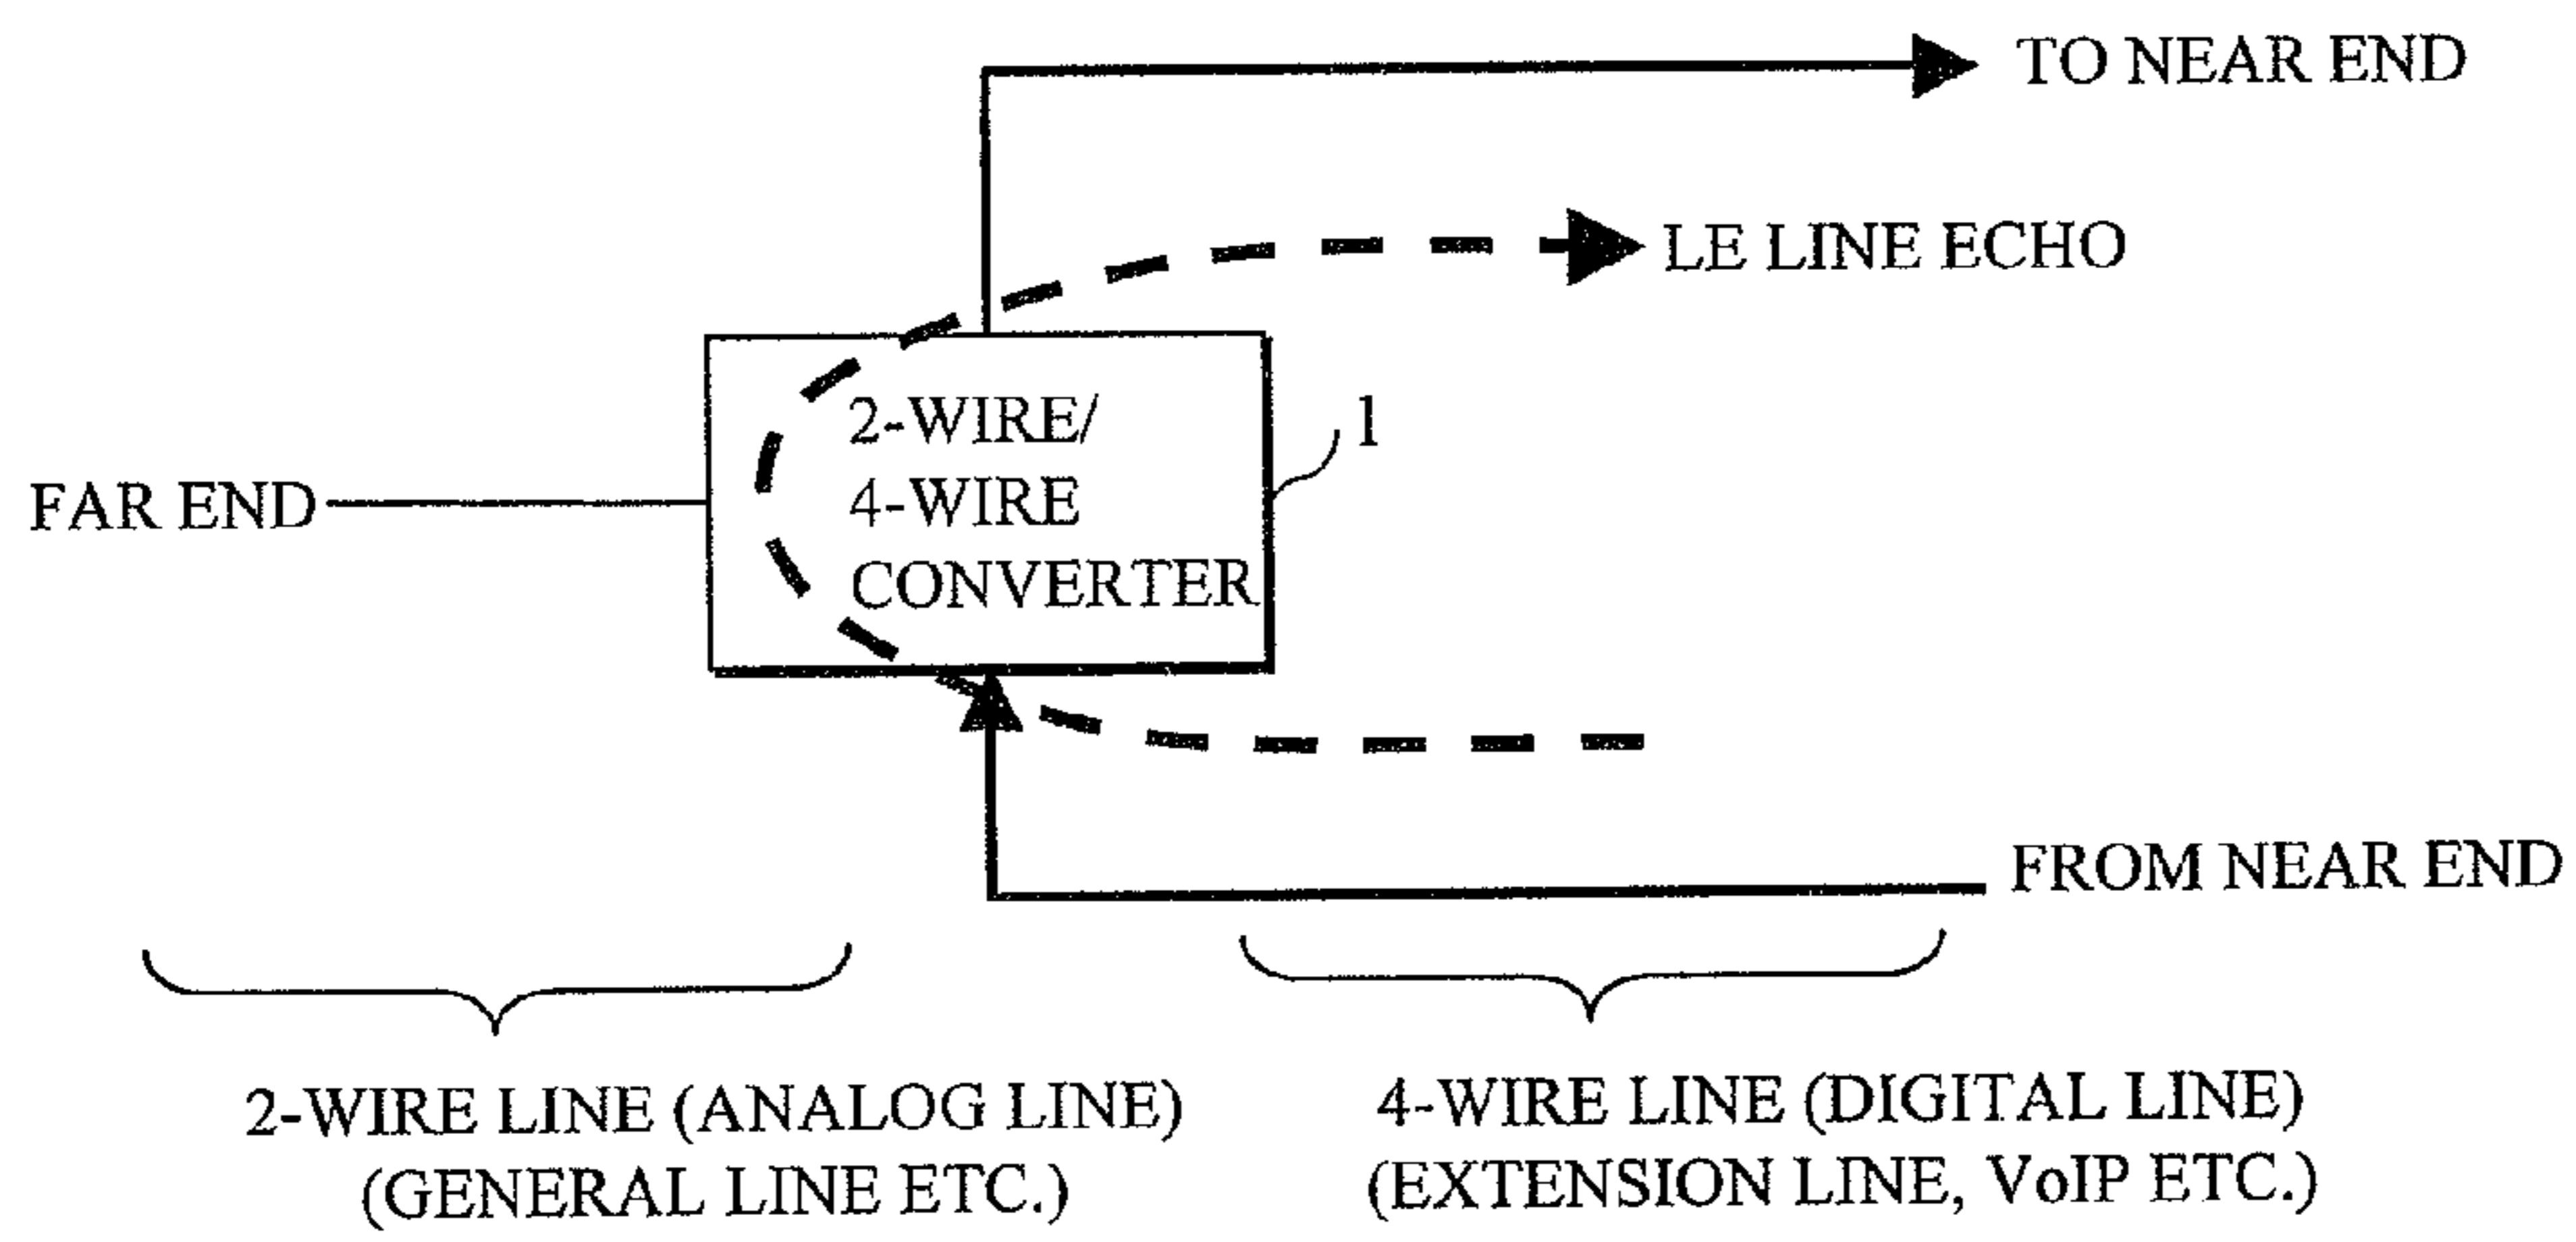 TO NEAR END
LE LINE ECHO
2-WIRE/
4-WIRE
CONVERTER
1
FAR END
FROM NEAR END
2-WIRE LINE (ANALOG LINE)
(GENERAL LINE ETC.)
4-WIRE LINE (DIGITAL LINE)
(EXTENSION LINE, VoIP ETC.)